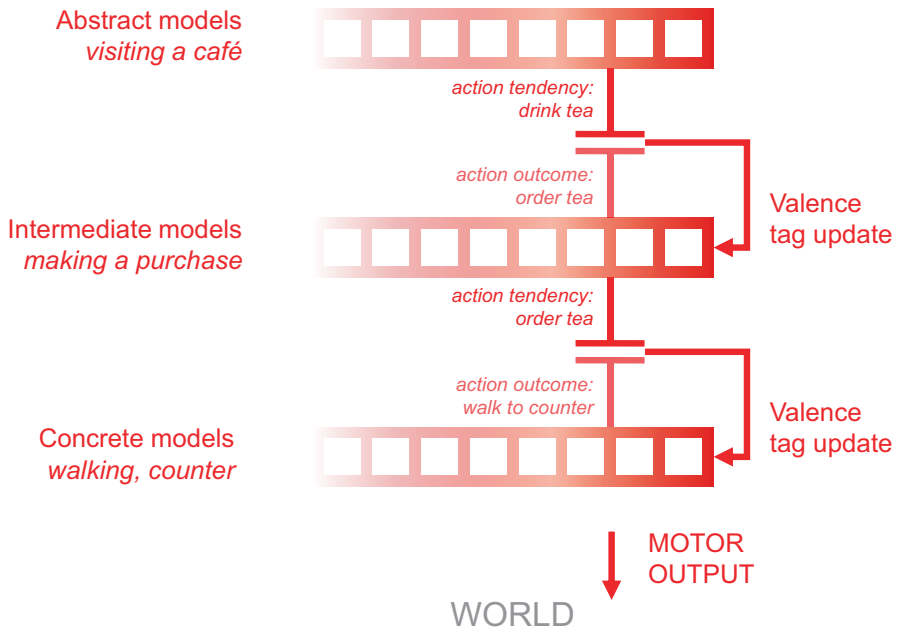 Abstract models
visiting a café
action tendency:
drink tea
action outcome:
order tea
Valence
tag update
Intermediate models
making a purchase
action tendency:
order tea
action outcome:
walk to counter
Valence
tag update
Concrete models
walking, counter
MOTOR
OUTPUT
WORLD